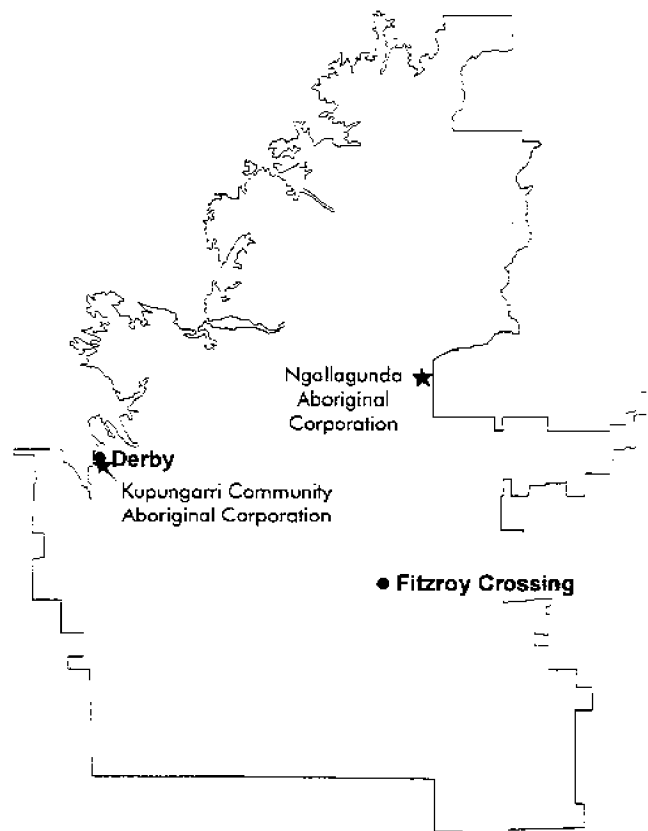 Ngallagunda
Aboriginal
Corporation
Derby
Kupungarri Community
Aboriginal Corporation
Fitzroy Crossing